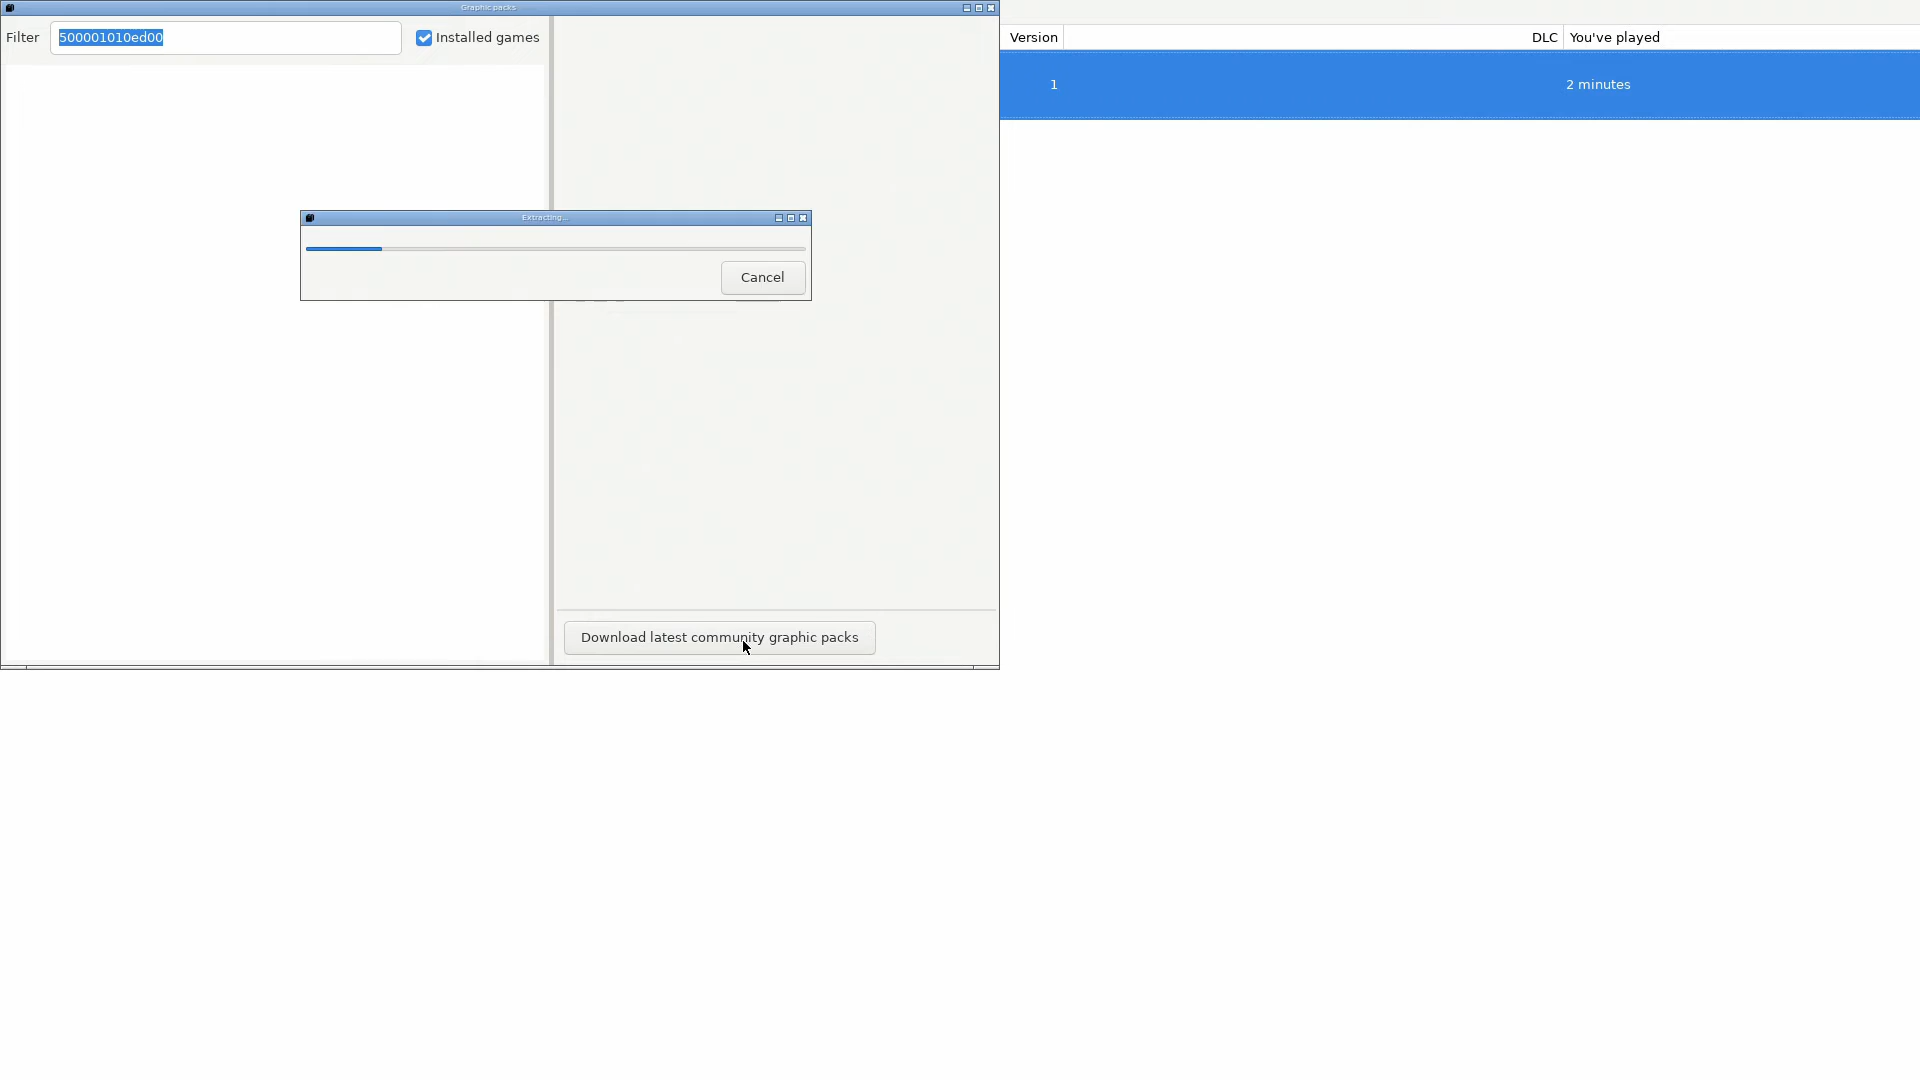 Graphic packs
Filter 500001010ed00 Installed games
Version DLC You've played
1 2 minutes
Extracting...
Cancel
Download latest community graphic packs